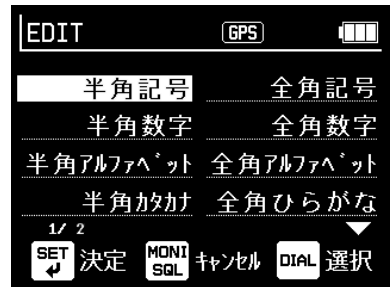 EDIT GPS
半角記号 全角記号
半角数字 全角数字
半角ｱﾙﾌｧﾍﾞｯﾄ 全角ｱﾙﾌｧﾍﾞｯﾄ
半角ｶﾀｶﾅ 全角ひらがな
1/ 2
SET 決定 MONI SQL ｷｬﾝｾﾙ DIAL 選択